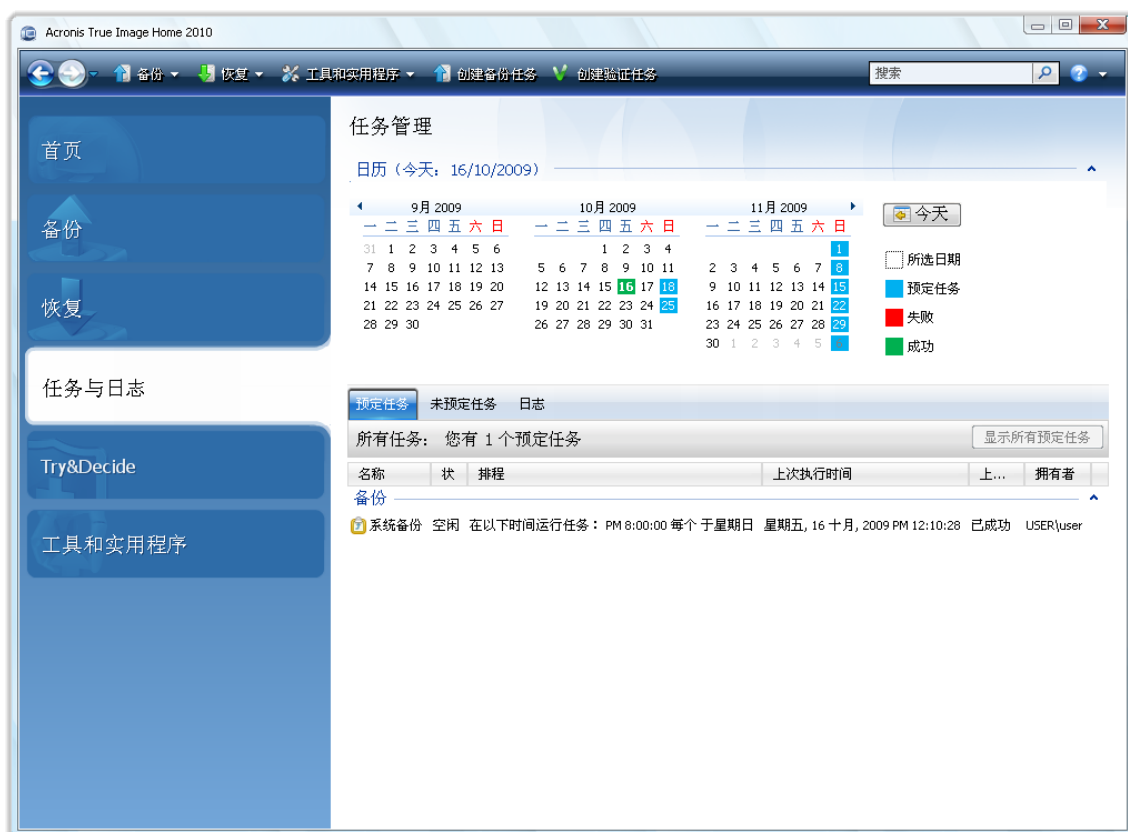 Acronis True Image Home 2010
备份 恢复 工具和实用程序 创建备份任务 创建验证任务 搜索
首页
备份
恢复
任务与日志
Try&Decide
工具和实用程序
任务管理
日历（今天：16/10/2009）
9月 2009
一 二 三 四 五 六 日
31 1 2 3 4 5 6
7 8 9 10 11 12 13
14 15 16 17 18 19 20
21 22 23 24 25 26 27
28 29 30
10月 2009
一 二 三 四 五 六 日
1 2 3 4
5 6 7 8 9 10 11
12 13 14 15 16 17 18
19 20 21 22 23 24 25
26 27 28 29 30 31
11月 2009
一 二 三 四 五 六 日
1
2 3 4 5 6 7 8
9 10 11 12 13 14 15
16 17 18 19 20 21 22
23 24 25 26 27 28 29
30 1 2 3 4 5
今天
所选日期
预定任务
失败
成功
预定任务 未预定任务 日志
所有任务： 您有 1 个预定任务 显示所有预定任务
名称 状 排程 上次执行时间 上... 拥有者
备份
系统备份 空闲 在以下时间运行任务： PM 8:00:00 每个 于星期日 星期五, 16 十月, 2009 PM 12:10:28 已成功 USER\user